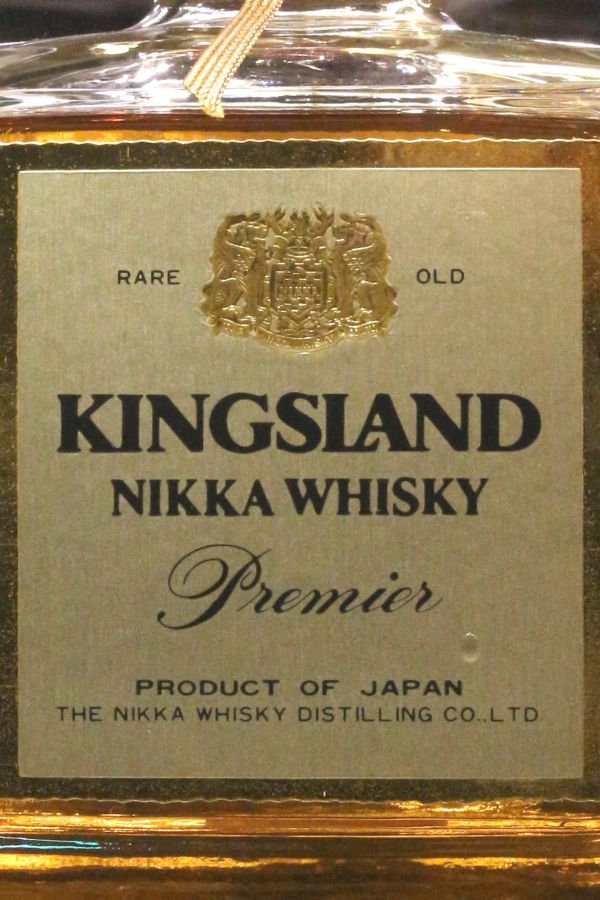 RARE OLD
KINGSLAND
NIKKA WHISKY
Premier
PRODUCT OF JAPAN
THE NIKKA WHISKY DISTILLING CO.,LTD